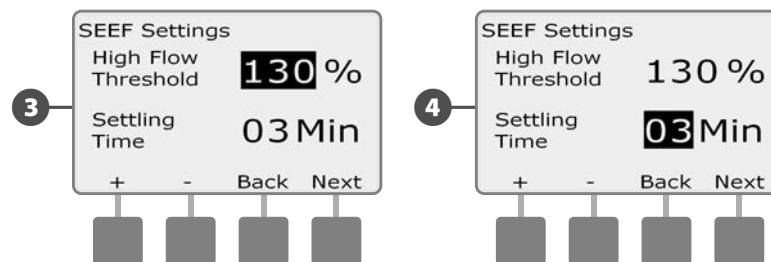 SEEF Settings
High Flow
Threshold
130 %
3
Settling
Time
03 Min
+ - Back Next
SEEF Settings
High Flow
Threshold
130 %
4
Settling
Time
03 Min
+ - Back Next